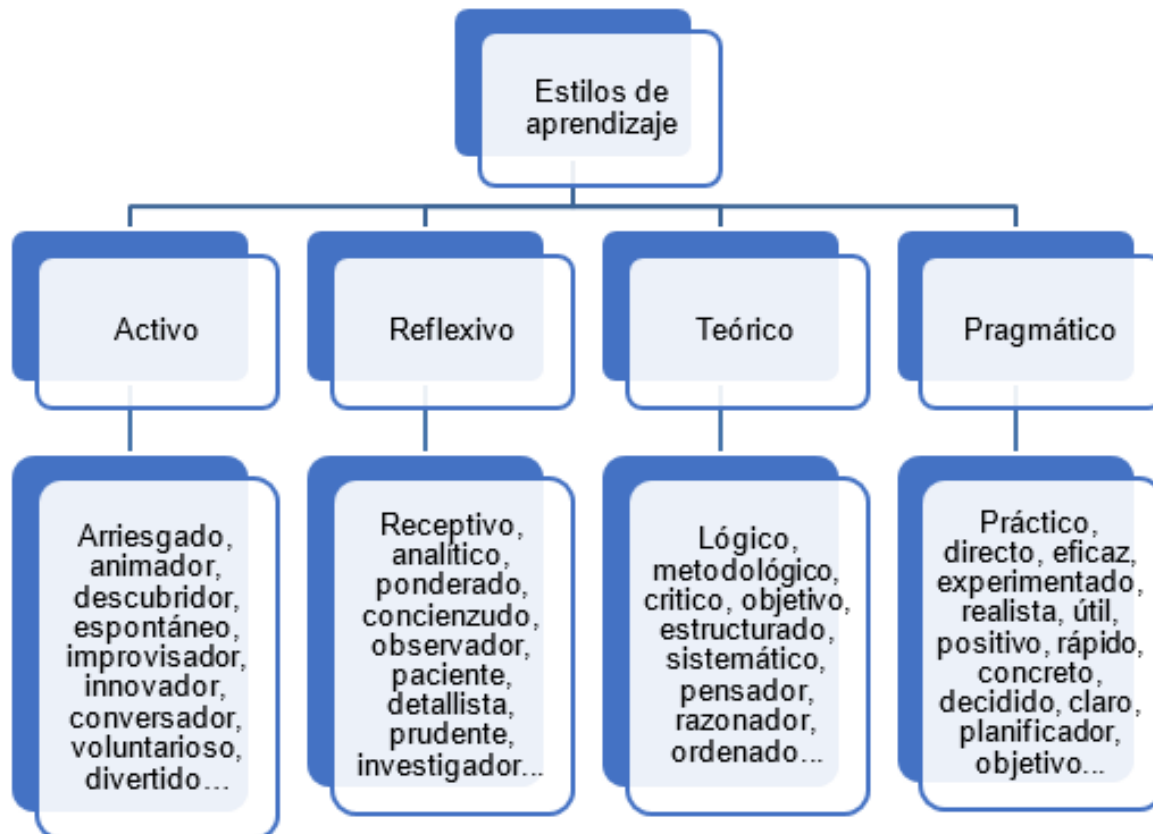 Estilos de
aprendizaje
Activo
Reflexivo
Teórico
Pragmático
Arriesgado,
animador,
descubridor,
espontáneo,
improvisador,
innovador,
conversador,
voluntarioso,
divertido...
Receptivo,
analítico,
ponderado,
concienzudo,
observador,
paciente,
detallista,
prudente,
investigador...
Lógico,
metodológico,
critico, objetivo,
estructurado,
sistemático,
pensador,
razonador,
ordenado...
Práctico,
directo, eficaz,
experimentado,
realista, útil,
positivo, rápido,
concreto,
decidido, claro,
planificador,
objetivo...